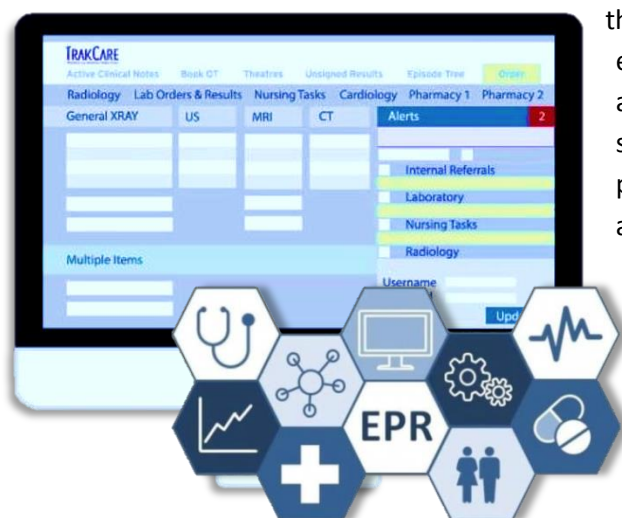 TRAKCARE
Active Clinical Notes Book OT Theatres Unsigned Results Episode Tree Order
Radiology Lab Orders & Results Nursing Tasks Cardiology Pharmacy 1 Pharmacy 2
General XRAY US MRI CT Alerts 2
Internal Referrals
Laboratory
Nursing Tasks
Radiology
Multiple Items
Username
Upd
EPR
th
e
a
s
p
a